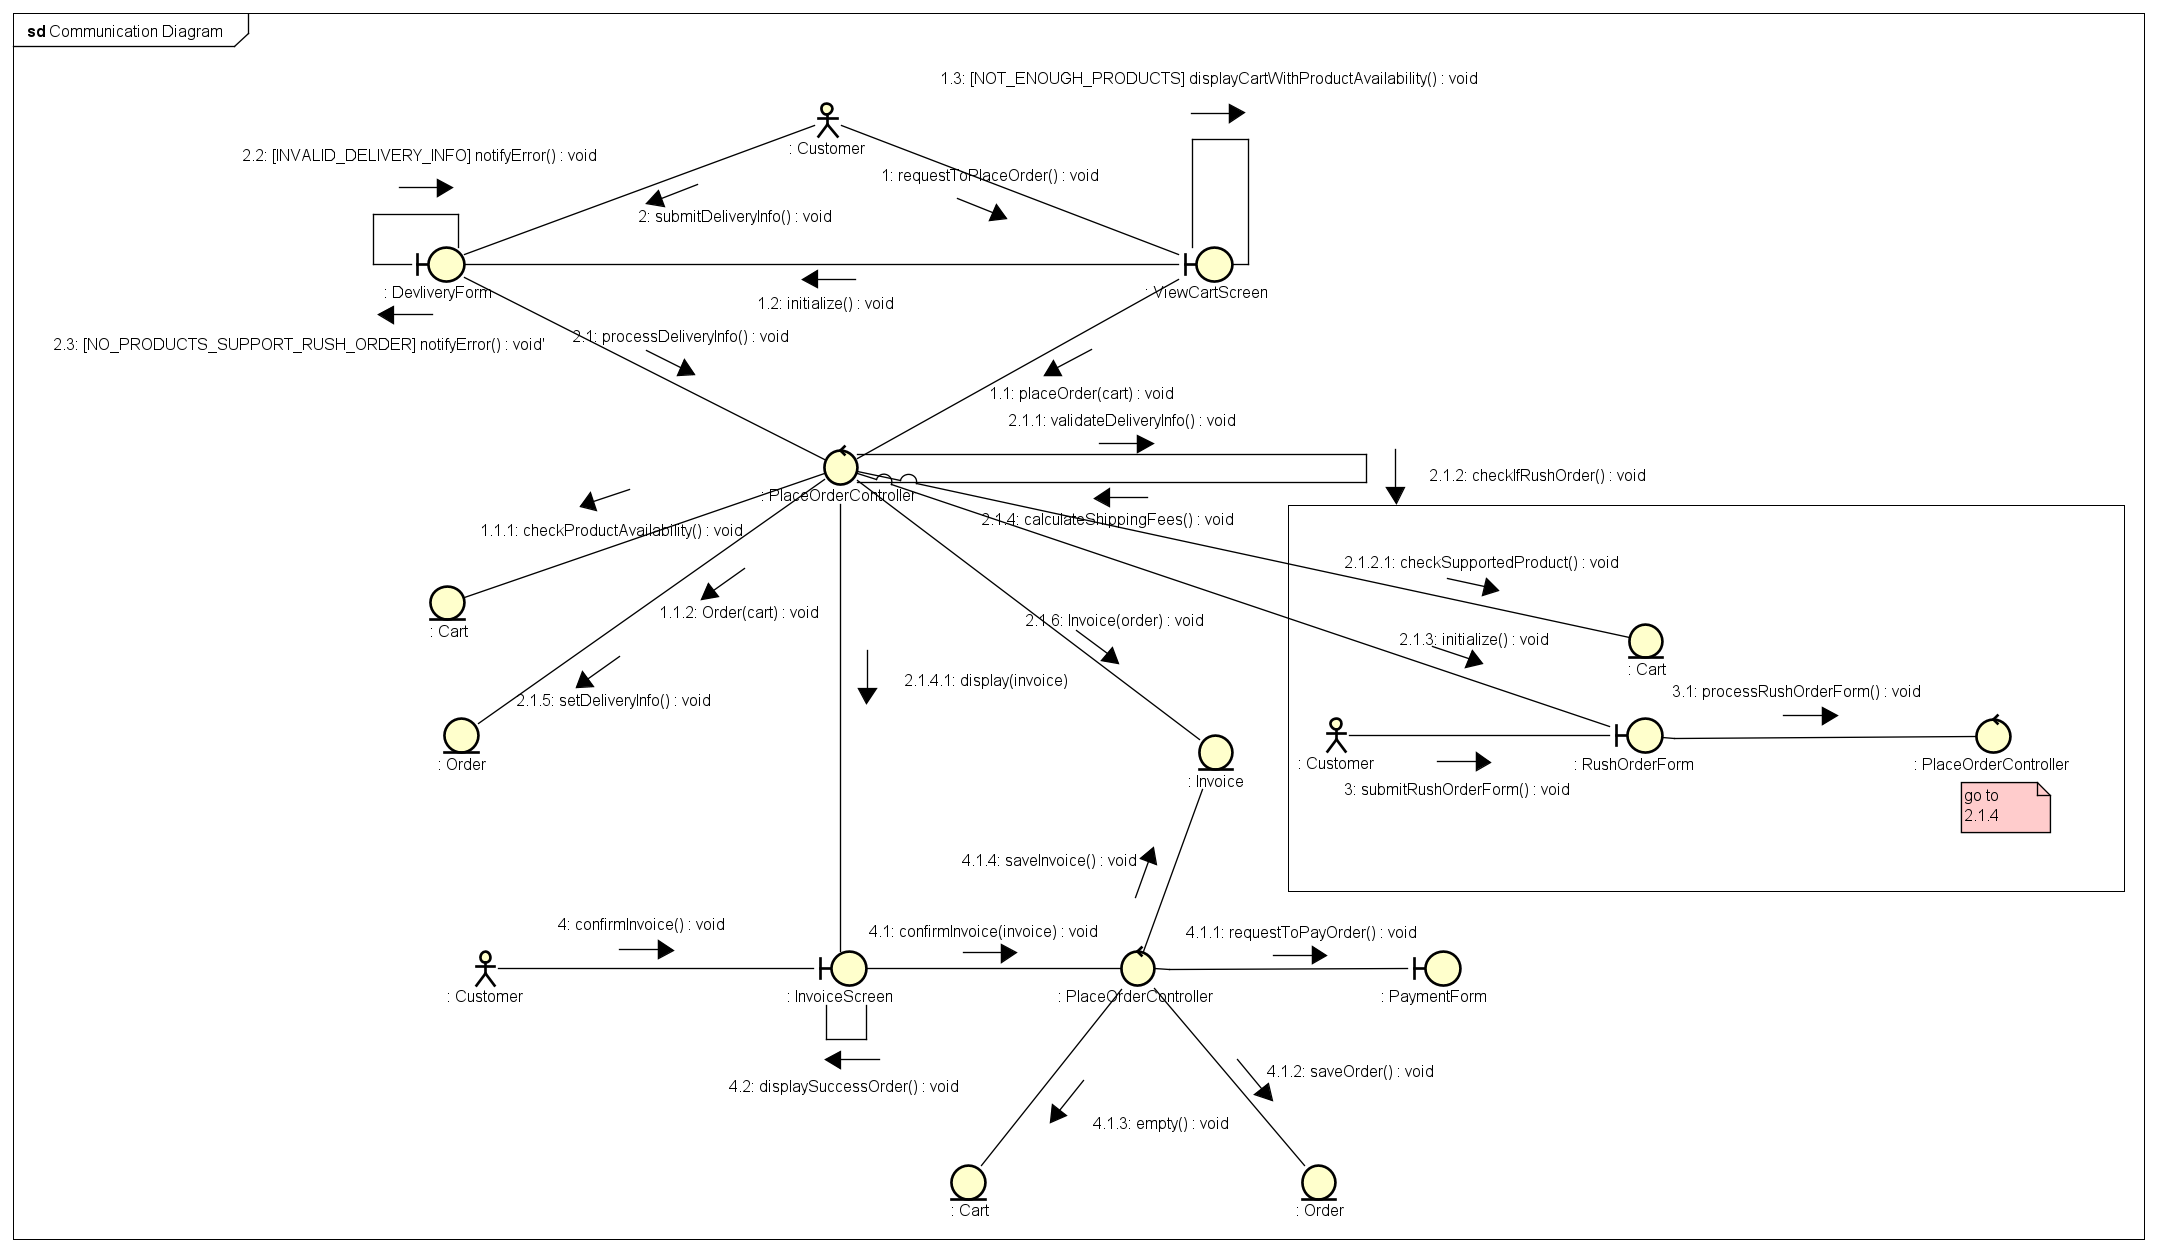 sd Communication Diagram
1.3: [NOT_ENOUGH_PRODUCTS] displayCartWithProductAvailability() : void
: Customer
2.2: [INVALID_DELIVERY_INFO] notifyError() : void
1: requestToPlaceOrder() : void
2: submitDeliveryInfo() : void
: DevliveryForm
: ViewCartScreen
1.2: initialize() : void
2.3: [NO_PRODUCTS_SUPPORT_RUSH_ORDER] notifyError() : void'
2.1: processDeliveryInfo() : void
1.1: placeOrder(cart) : void
2.1.1: validateDeliveryInfo() : void
2.1.2: checkIfRushOrder() : void
: PlaceOrderController
2.1.4: calculateShippingFees() : void
1.1.1: checkProductAvailability() : void
2.1.2.1: checkSupportedProduct() : void
1.1.2: Order(cart) : void
2.1.6: Invoice(order) : void
: Cart
2.1.3: initialize() : void
: Cart
2.1.4.1: display(invoice)
3.1: processRushOrderForm() : void
2.1.5: setDeliveryInfo() : void
: Order
: Invoice
: Customer
: RushOrderForm
: PlaceOrderController
3: submitRushOrderForm() : void
go to
2.1.4
4.1.4: saveInvoice() : void
4: confirmInvoice() : void
4.1: confirmInvoice(invoice) : void
4.1.1: requestToPayOrder() : void
: Customer
: InvoiceScreen
: PlaceOrderController
: PaymentForm
4.2: displaySuccessOrder() : void
4.1.2: saveOrder() : void
4.1.3: empty() : void
: Cart
: Order